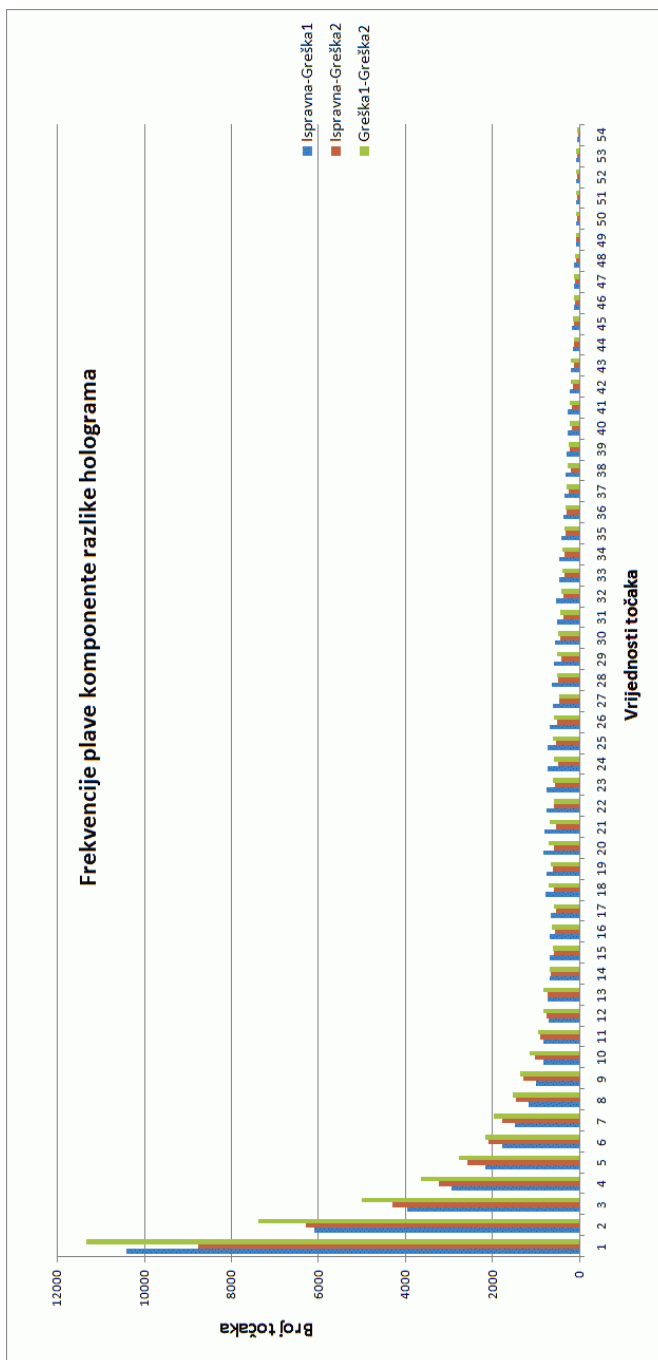 Frekvencije plave komponente razlike holograma
Broj točaka
12000
10000
8000
6000
4000
2000
0
1 2 3 4 5 6 7 8 9 10 11 12 13 14 15 16 17 18 19 20 21 22 23 24 25 26 27 28 29 30 31 32 33 34 35 36 37 38 39 40 41 42 43 44 45 46 47 48 49 50 51 52 53 54
Vrijednosti točaka
Ispravna-Greška1
Ispravna-Greška2
Greška1-Greška2